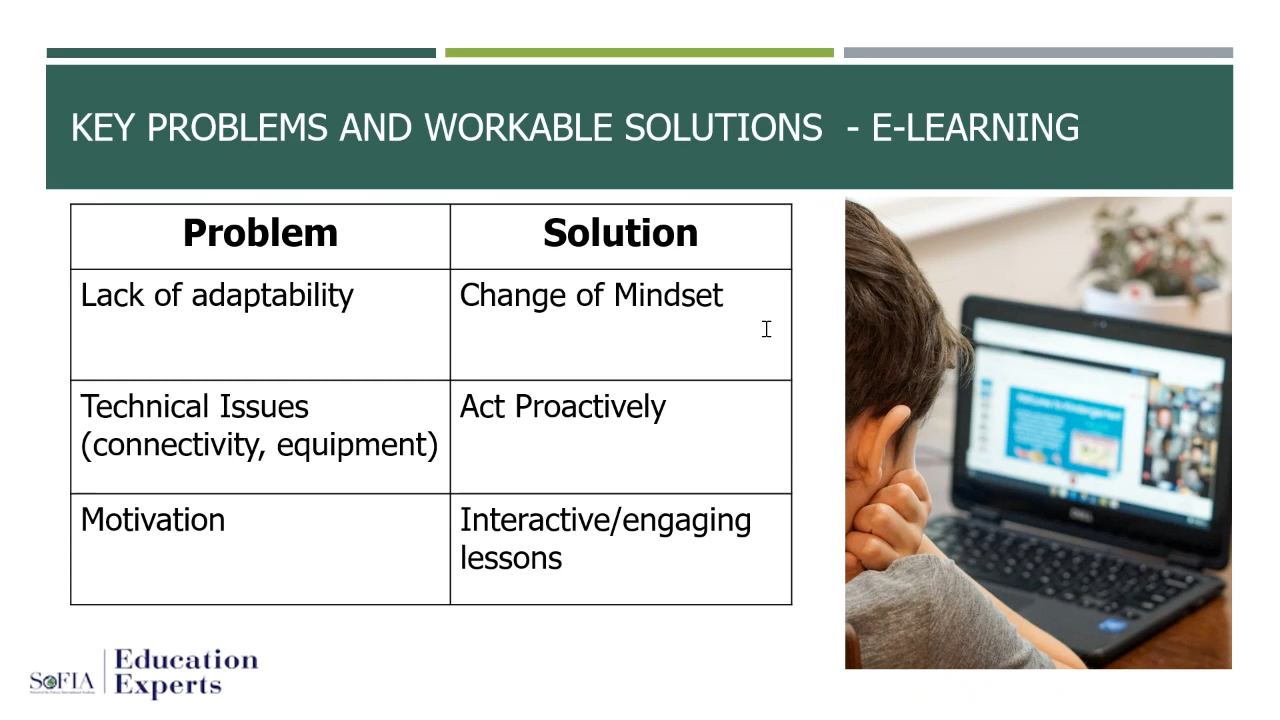 KEY PROBLEMS AND WORKABLE SOLUTIONS - E-LEARNING
Problem
Solution
Lack of adaptability
Change of Mindset
Technical Issues
(connectivity, equipment)
Act Proactively
Motivation
Interactive/engaging
lessons
SOFIA
Education
Experts